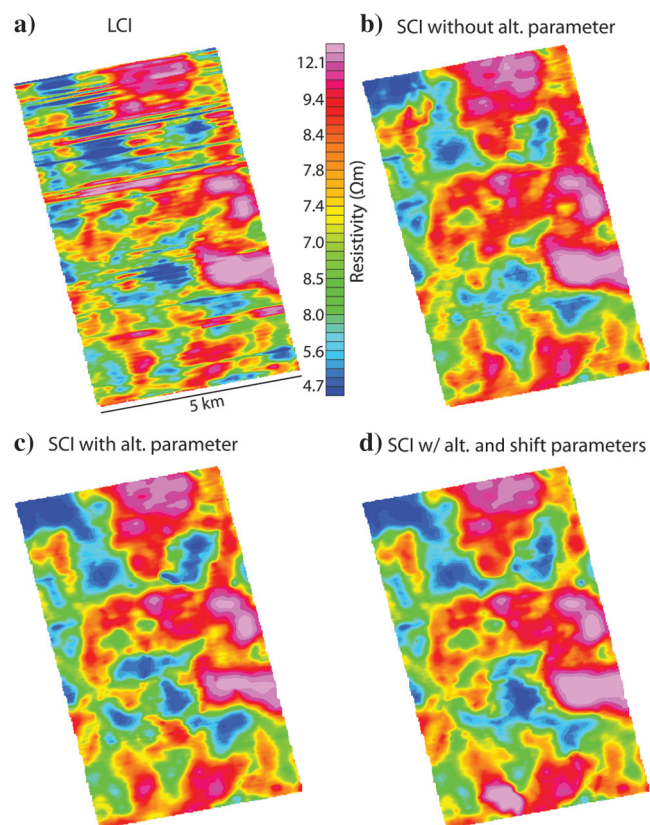 a)
LCI
b)
SCI without alt. parameter
12.1
9.4
8.4
7.8
7.4
7.0
8.5
8.0
5.6
4.7
Resistivity (Ωm)
5 km
c)
SCI with alt. parameter
d)
SCI w/ alt. and shift parameters